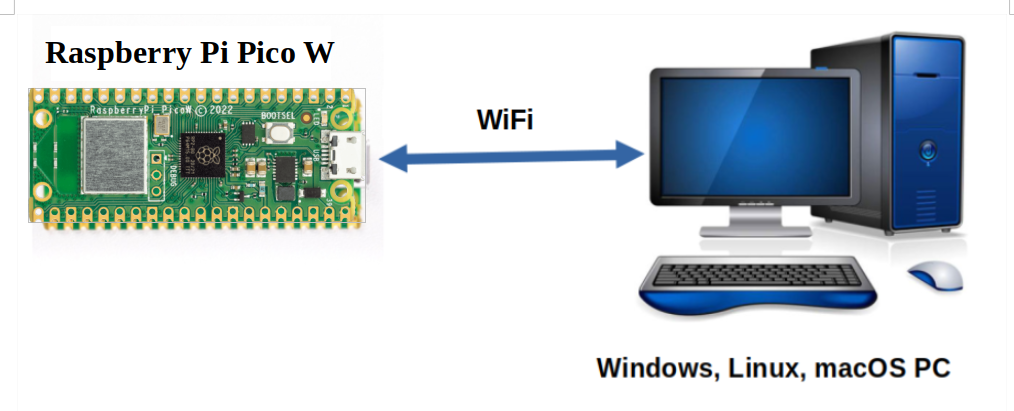 Raspberry Pi Pico W
RaspberryPi PicoW © 2022
BOOTSEL
LED
USB
DEBUG
WiFi
Windows, Linux, macOS PC